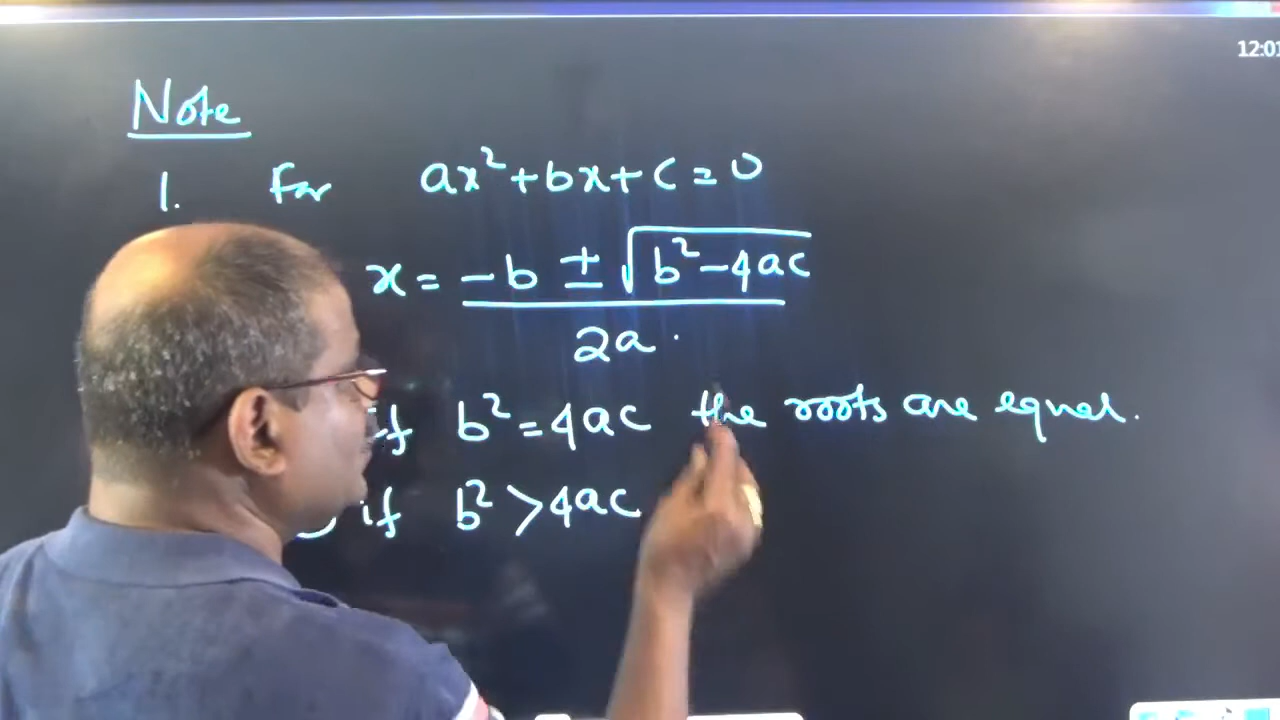 12:01
Note
1. For ax²+bx+c=0
x = -b ± √b²-4ac / 2a.
if b²=4ac the roots are equal.
if b²>4ac